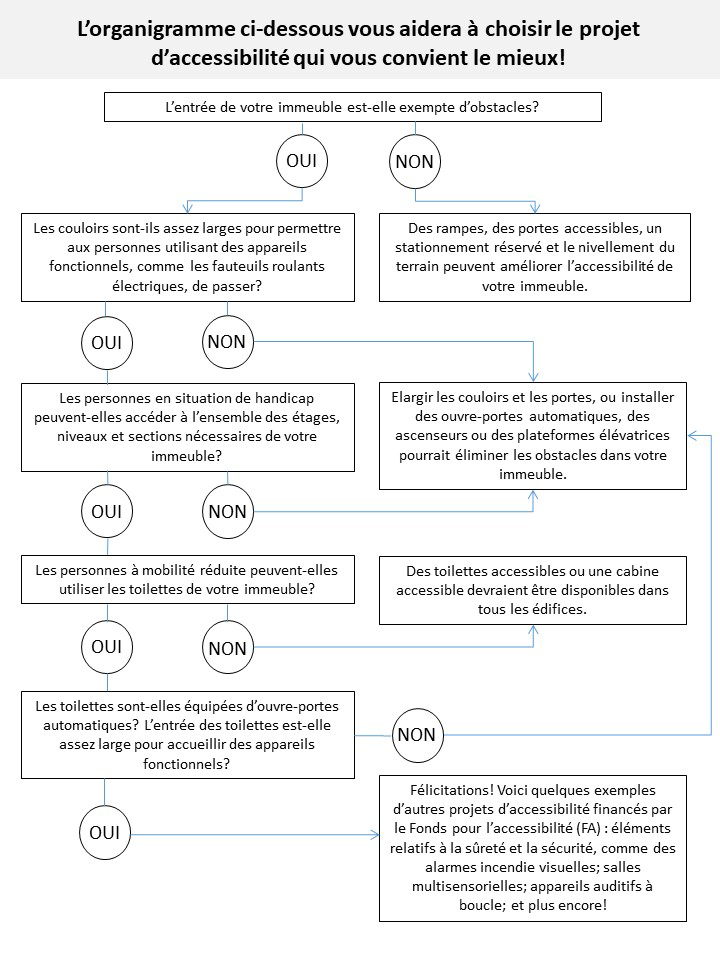 L’organigramme ci-dessous vous aidera à choisir le projet
d’accessibilité qui vous convient le mieux!
L’entrée de votre immeuble est-elle exempte d’obstacles?
OUI
NON
Les couloirs sont-ils assez larges pour permettre
aux personnes utilisant des appareils
fonctionnels, comme les fauteuils roulants
électriques, de passer?
Des rampes, des portes accessibles, un
stationnement réservé et le nivellement du
terrain peuvent améliorer l’accessibilité de
votre immeuble.
OUI
NON
Les personnes en situation de handicap
peuvent-elles accéder à l’ensemble des étages,
niveaux et sections nécessaires de votre
immeuble?
Elargir les couloirs et les portes, ou installer
des ouvre-portes automatiques, des
ascenseurs ou des plateformes élévatrices
pourrait éliminer les obstacles dans votre
immeuble.
OUI
NON
Les personnes à mobilité réduite peuvent-elles
utiliser les toilettes de votre immeuble?
Des toilettes accessibles ou une cabine
accessible devraient être disponibles dans
tous les édifices.
OUI
NON
Les toilettes sont-elles équipées d’ouvre-portes
automatiques? L’entrée des toilettes est-elle
assez large pour accueillir des appareils
fonctionnels?
NON
OUI
Félicitations! Voici quelques exemples
d’autres projets d’accessibilité financés par
le Fonds pour l’accessibilité (FA) : éléments
relatifs à la sûreté et la sécurité, comme des
alarmes incendie visuelles; salles
multisensorielles; appareils auditifs à
boucle; et plus encore!